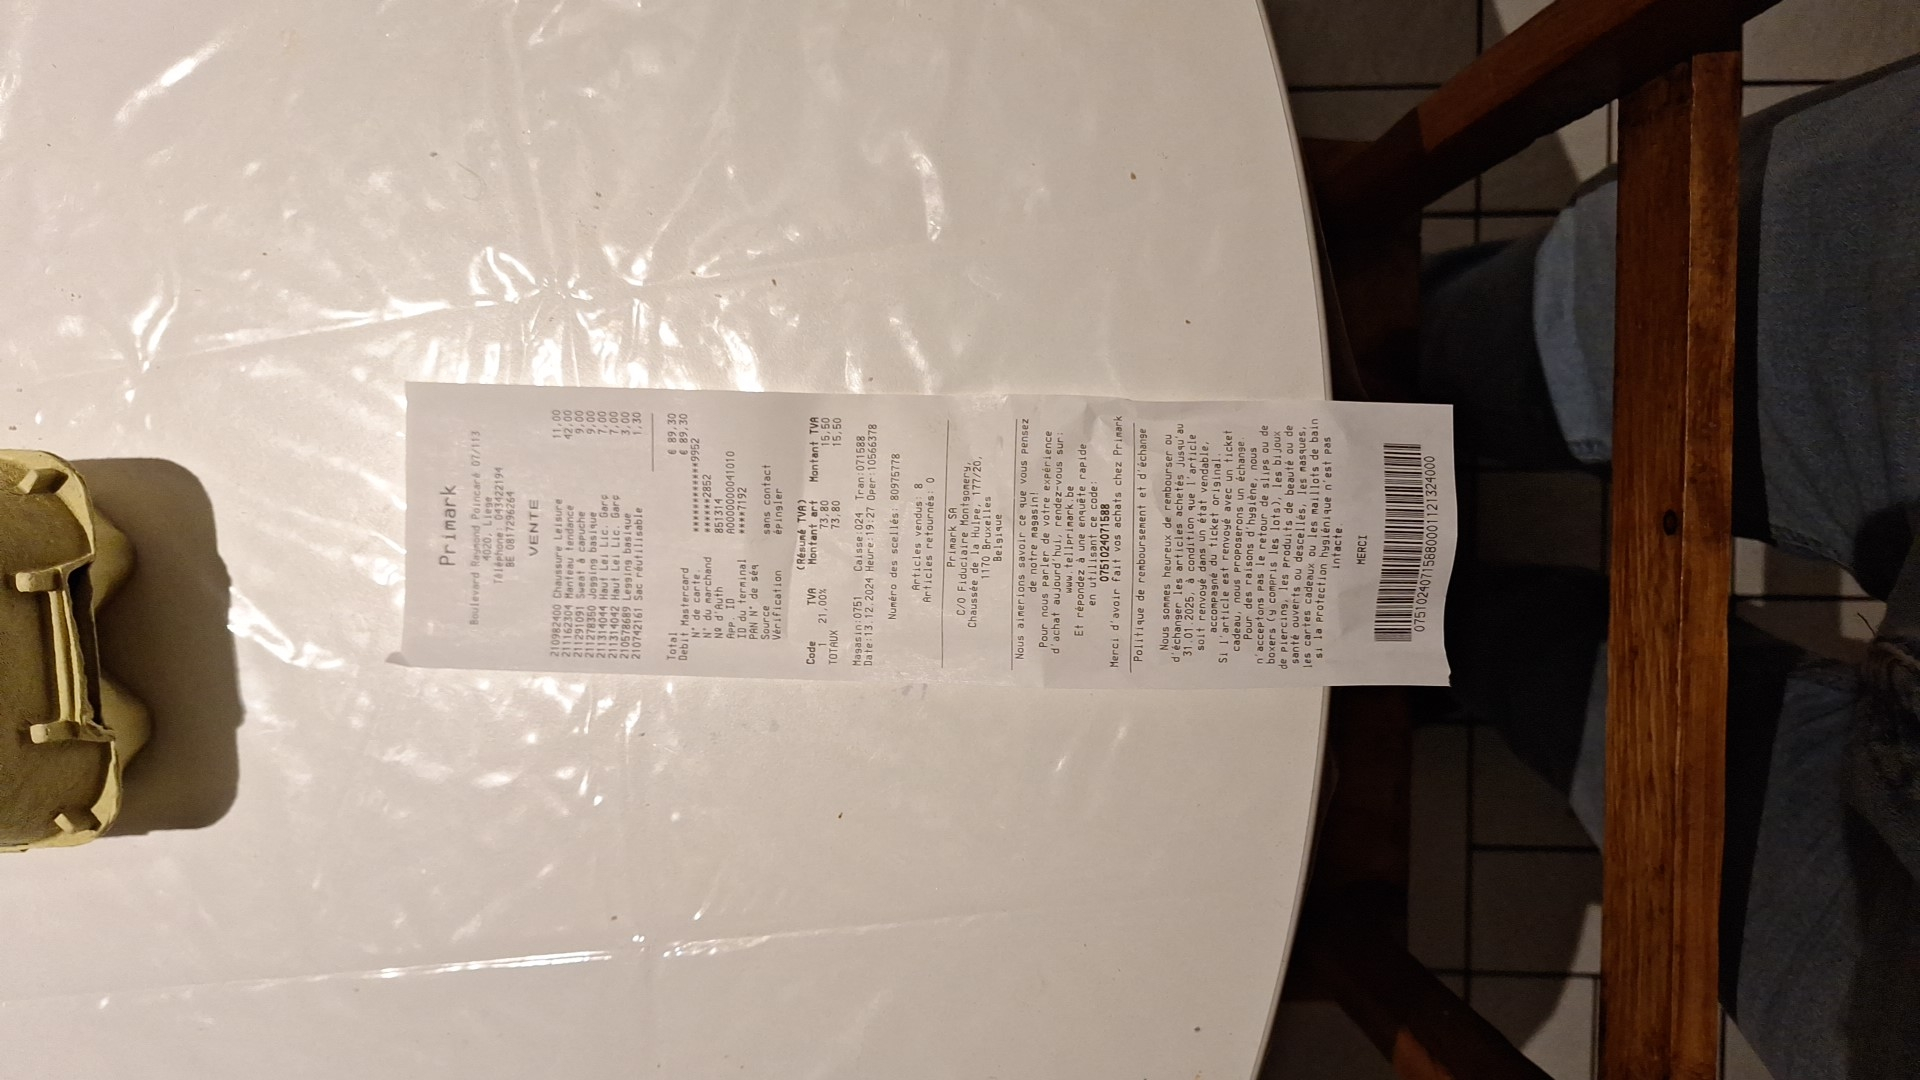 Primark
Boulevard Raymond Poincaré 07/113
4020, Liege
Téléphone: 043422194
BE 0817296264
VENTE
210982400 Chaussure Leisure 11,00
211162304 Manteau tendance 42,00
211291091 Sweat à capuche 9,00
211278350 Jogging basique 9,00
211314044 Haut Lei Lic. Garç 7,00
211314042 Haut Lei Lic. Garç 7,00
210578689 Legging basique 3,00
210742161 Sac réutilisable 1,30
Total € 89,30
Debit Mastercard € 89,30
N° de carte.
N° du marchand ******2852
Nº d'Auth 851314
App. ID A0000000041010
ID du terminal ****7192
PAN N° de séq
Source sans contact
Vérification épingler
(Résumé TVA)
Code TVA Montant art Montant TVA
1 21,00% 73,80 15,50
TOTAUX 73,80 15,50
Magasin:0751 Caisse:024 Tran:071588
Date:13.12.2024 Heure:19:27 Oper:1056378
Numéro des scellés: 80975778
Articles vendus: 8
Articles retournés: 0
Primark SA
C/O Fiduciaire Montgomery,
Chaussée de la Hulpe, 177/20,
1170 Bruxelles
Belgique
Nous aimerions savoir ce que vous pensez
de notre magasin!
Pour nous parler de votre expérience
d'achat aujourd'hui, rendez-vous sur:
www.tellprimark.be
Et répondez à une enquête rapide
en utilisant ce code:
075102407​1588
Merci d'avoir fait vos achats chez Primark
Politique de remboursement et d'échange
Nous sommes heureux de rembourser ou
d'échanger les articles achetés jusqu'au
31.01.2025, à condition que l'article
soit renvoyé dans un état vendable,
accompagné du ticket original.
Si l'article est renvoyé avec un ticket
cadeau, nous proposerons un échange.
Pour des raisons d'hygiène, nous
n'acceptons pas le retour de slips ou de
boxers (y compris les lots), les bijoux
de piercing, les produits de beauté ou de
santé ouverts ou descellés, les masques,
les cartes cadeaux ou les maillots de bain
si la protection hygiénique n'est pas
intacte.
MERCI
0751024071588000112​1324000